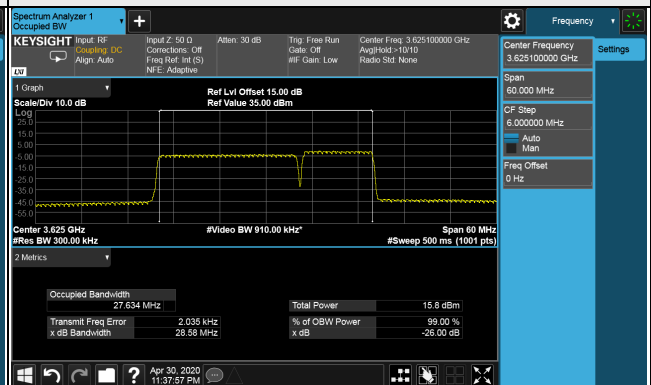 Spectrum Analyzer 1
Occupied BW
Frequency
KEYSIGHT
Input: RF
Coupling: DC
Align: Auto
Input Z: 50 Ω
Corrections: Off
Freq Ref: Int (S)
NFE: Adaptive
Atten: 30 dB
Trig: Free Run
Gate: Off
#IF Gain: Low
Center Freq: 3.625100000 GHz
Avg|Hold:>10/10
Radio Std: None
LXI
Center Frequency
3.625100000 GHz
Settings
Span
60.000 MHz
CF Step
6.000000 MHz
Auto
Man
Freq Offset
0 Hz
1 Graph
Scale/Div 10.0 dB
Ref Lvl Offset 15.00 dB
Ref Value 35.00 dBm
Log
25.0
15.0
5.00
-5.00
-15.0
-25.0
-35.0
-45.0
-55.0
Center 3.625 GHz
#Res BW 300.00 kHz
#Video BW 910.00 kHz*
Span 60 MHz
#Sweep 500 ms (1001 pts)
2 Metrics
Occupied Bandwidth
27.634 MHz
Total Power 15.8 dBm
Transmit Freq Error 2.035 kHz
% of OBW Power 99.00 %
x dB Bandwidth 28.58 MHz
x dB -26.00 dB
Apr 30, 2020
11:37:57 PM